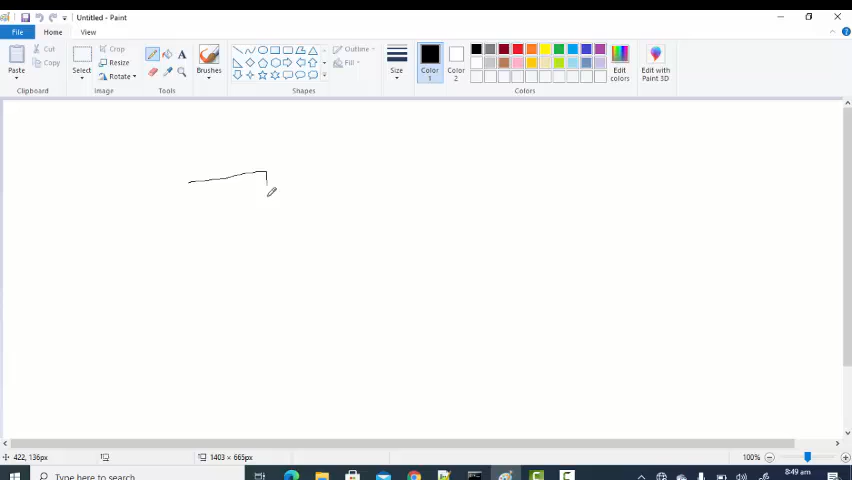 Untitled - Paint
File Home View
Paste
Cut
Copy
Clipboard
Select
Crop
Resize
Rotate
Image
A
Tools
Brushes
Outline
Fill
Shapes
Size
Color 1
Color 2
Edit colors
Colors
Edit with Paint 3D
422, 136px
1403 × 665px
100%
Type here to search
8:49 am